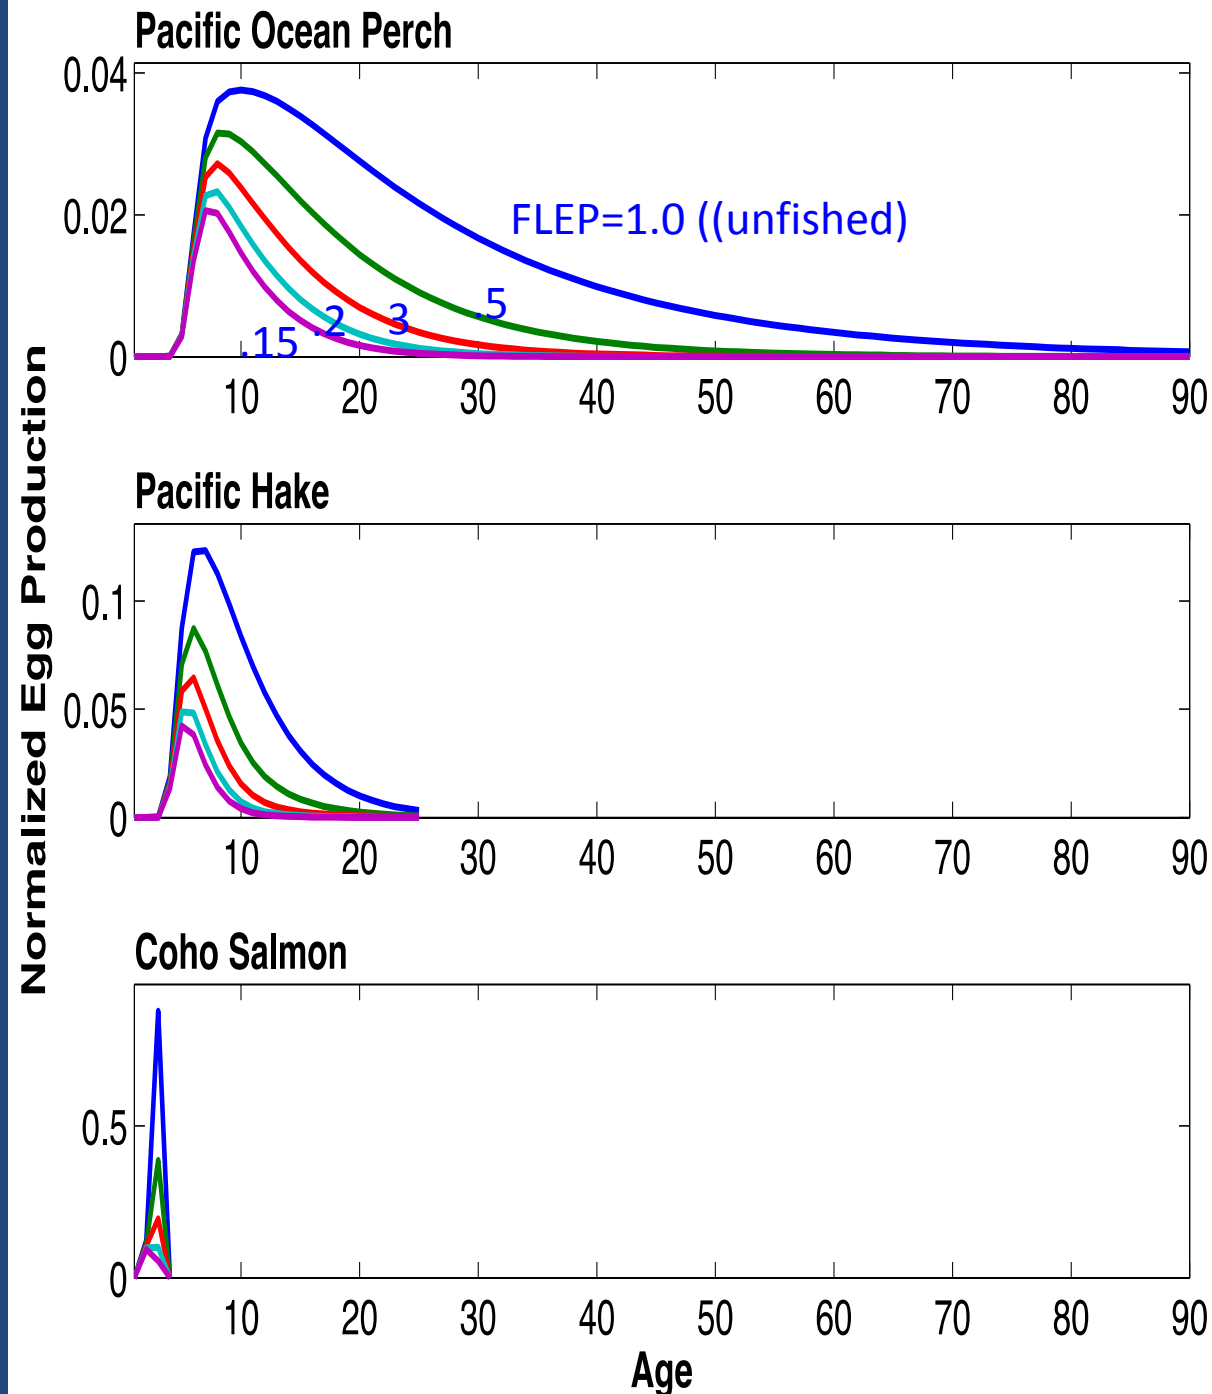 Pacific Ocean Perch
0.04
0.02
0
FLEP=1.0 ((unfished)
.5
3
.2
.15
10 20 30 40 50 60 70 80 90
Normalized Egg Production
Pacific Hake
0.1
0.05
0
10 20 30 40 50 60 70 80 90
Coho Salmon
0.5
0
10 20 30 40 50 60 70 80 90
Age